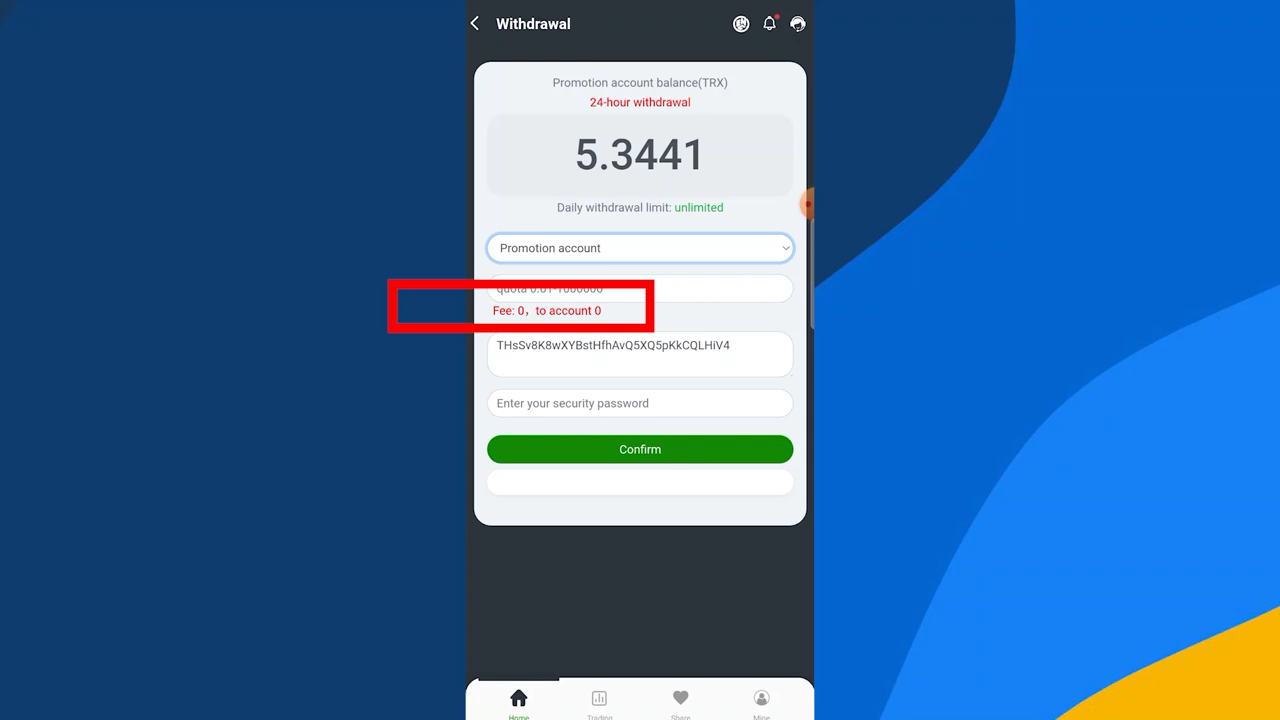 Withdrawal
Promotion account balance(TRX)
24-hour withdrawal
5.3441
Daily withdrawal limit: unlimited
Promotion account
quota 0.01-1000000
Fee: 0，to account 0
THsSv8K8wXYBstHfhAvQ5XQ5pKkCQLHiV4
Enter your security password
Confirm
Home
Trading
Share
Mine